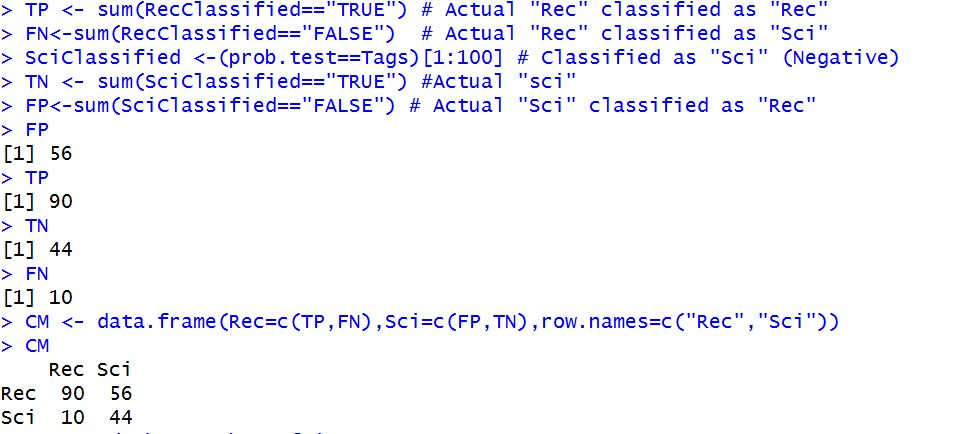 > TP <- sum(RecClassified=="TRUE") # Actual "Rec" classified as "Rec"
> FN<-sum(RecClassified=="FALSE")  # Actual "Rec" classified as "Sci"
> SciClassified <-(prob.test==Tags)[1:100] # Classified as "Sci" (Negative)
> TN <- sum(SciClassified=="TRUE") #Actual "sci"
> FP<-sum(SciClassified=="FALSE") # Actual "Sci" classified as "Rec"
> FP
[1] 56
> TP
[1] 90
> TN
[1] 44
> FN
[1] 10
> CM <- data.frame(Rec=c(TP,FN),Sci=c(FP,TN),row.names=c("Rec","Sci"))
> CM
    Rec Sci
Rec  90  56
Sci  10  44